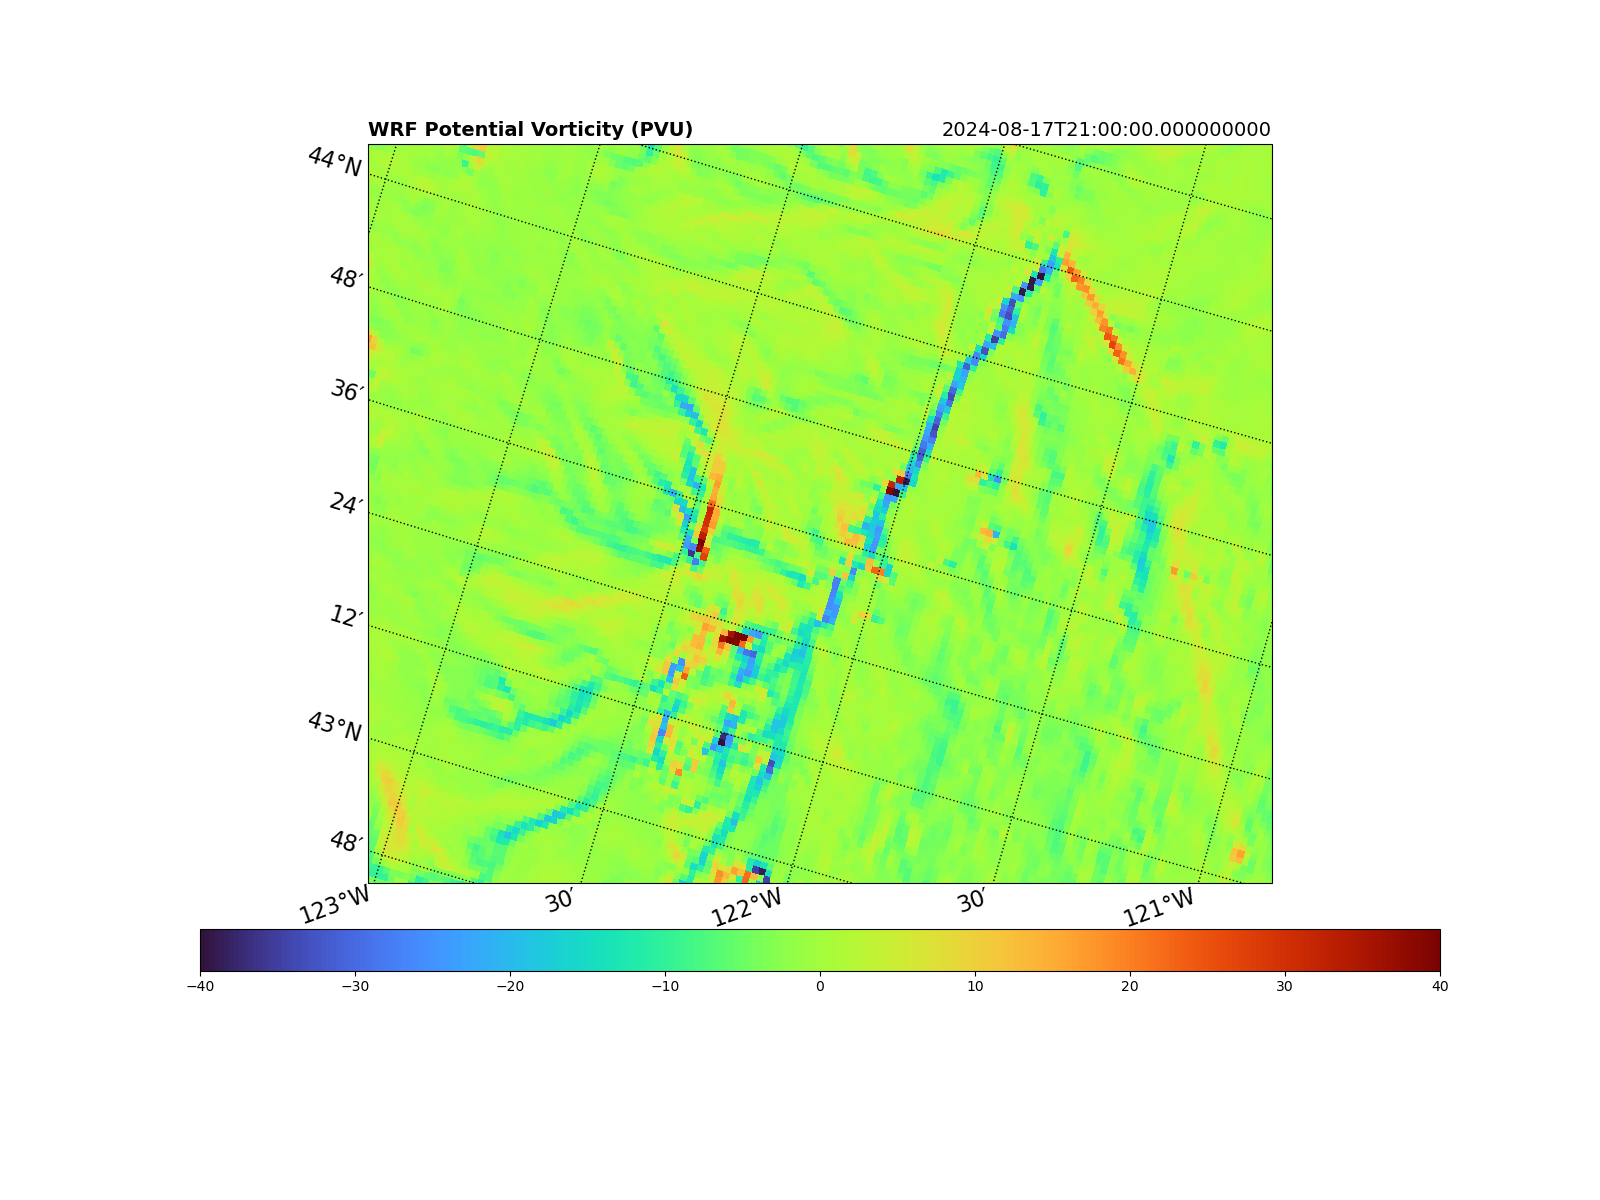 WRF Potential Vorticity (PVU) 2024-08-17T21:00:00.000000000
44°N
48′
36′
24′
12′
43°N
48′
123°W 30′ 122°W 30′ 121°W
−40 −30 −20 −10 0 10 20 30 40